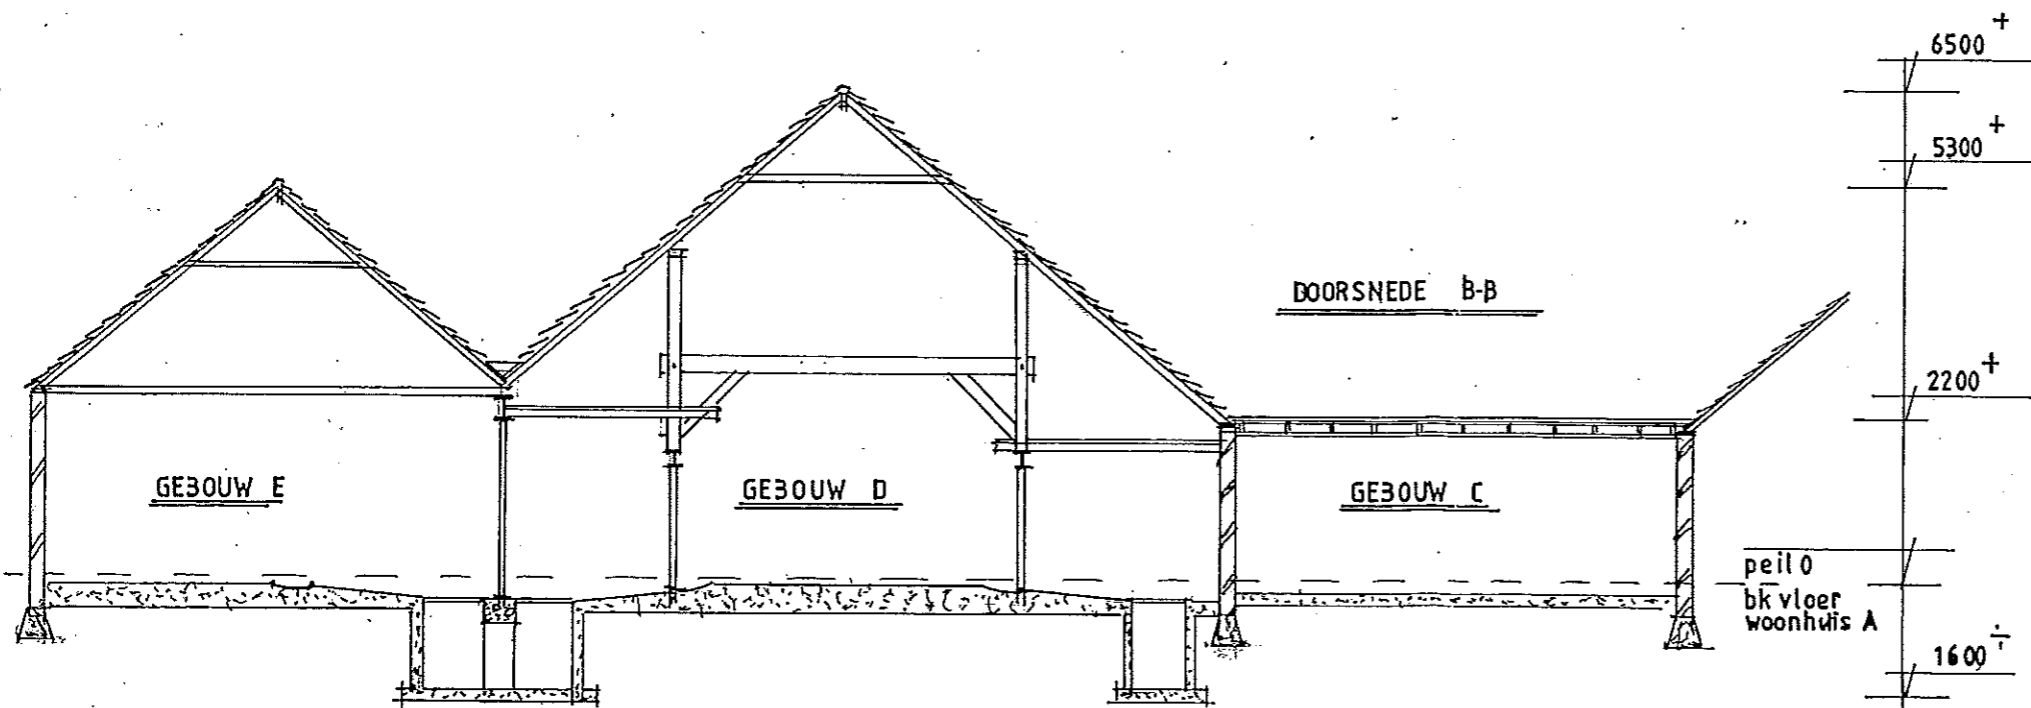 6500 +
5300 +
DOORSNEDE B-B
2200 +
GEBOUW E
GEBOUW D
GEBOUW C
peil 0
bk vloer
woonhuis A
1600 ÷